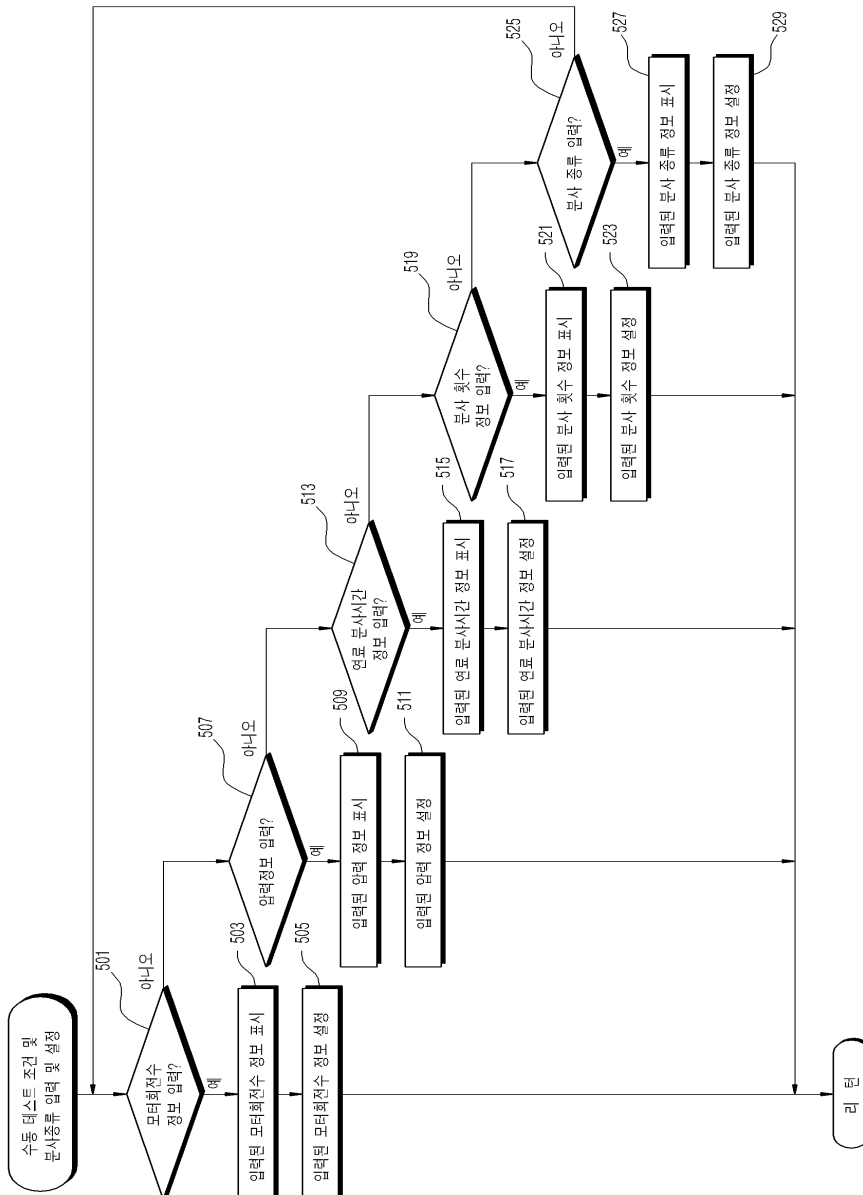 수동 테스트 조건 및
분사종류 입력 및 설정
501
모터회전수
정보 입력?
아니오
예
503
입력된 모터회전수 정보 표시
505
입력된 모터회전수 정보 설정
507
압력정보 입력?
아니오
예
509
입력된 압력 정보 표시
511
입력된 압력 정보 설정
513
연료 분사시간
정보 입력?
아니오
예
515
입력된 연료 분사시간 정보 표시
517
입력된 연료 분사시간 정보 설정
519
분사 횟수
정보 입력?
아니오
예
521
입력된 분사 횟수 정보 표시
523
입력된 분사 횟수 정보 설정
525
분사 종류 입력?
아니오
예
527
입력된 분사 종류 정보 표시
529
입력된 분사 종류 정보 설정
리 턴